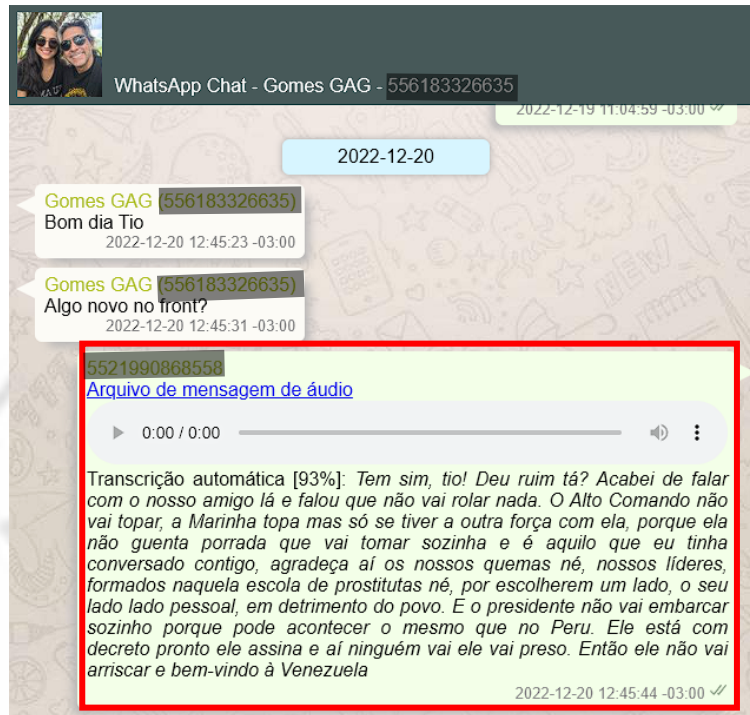 WhatsApp Chat - Gomes GAG - 556183326635
2022-12-19 11:04:59 -03:00
2022-12-20
Gomes GAG (556183326635)
Bom dia Tio
2022-12-20 12:45:23 -03:00
Gomes GAG (556183326635)
Algo novo no front?
2022-12-20 12:45:31 -03:00
5521990868558
Arquivo de mensagem de áudio
0:00 / 0:00
Transcrição automática [93%]: Tem sim, tio! Deu ruim tá? Acabei de falar
com o nosso amigo lá e falou que não vai rolar nada. O Alto Comando não
vai topar, a Marinha topa mas só se tiver a outra força com ela, porque ela
não guenta porrada que vai tomar sozinha e é aquilo que eu tinha
conversado contigo, agradeça aí os nossos quemas né, nossos líderes,
formados naquela escola de prostitutas né, por escolherem um lado, o seu
lado lado pessoal, em detrimento do povo. E o presidente não vai embarcar
sozinho porque pode acontecer o mesmo que no Peru. Ele está com
decreto pronto ele assina e aí ninguém vai ele vai preso. Então ele não vai
arriscar e bem-vindo à Venezuela
2022-12-20 12:45:44 -03:00